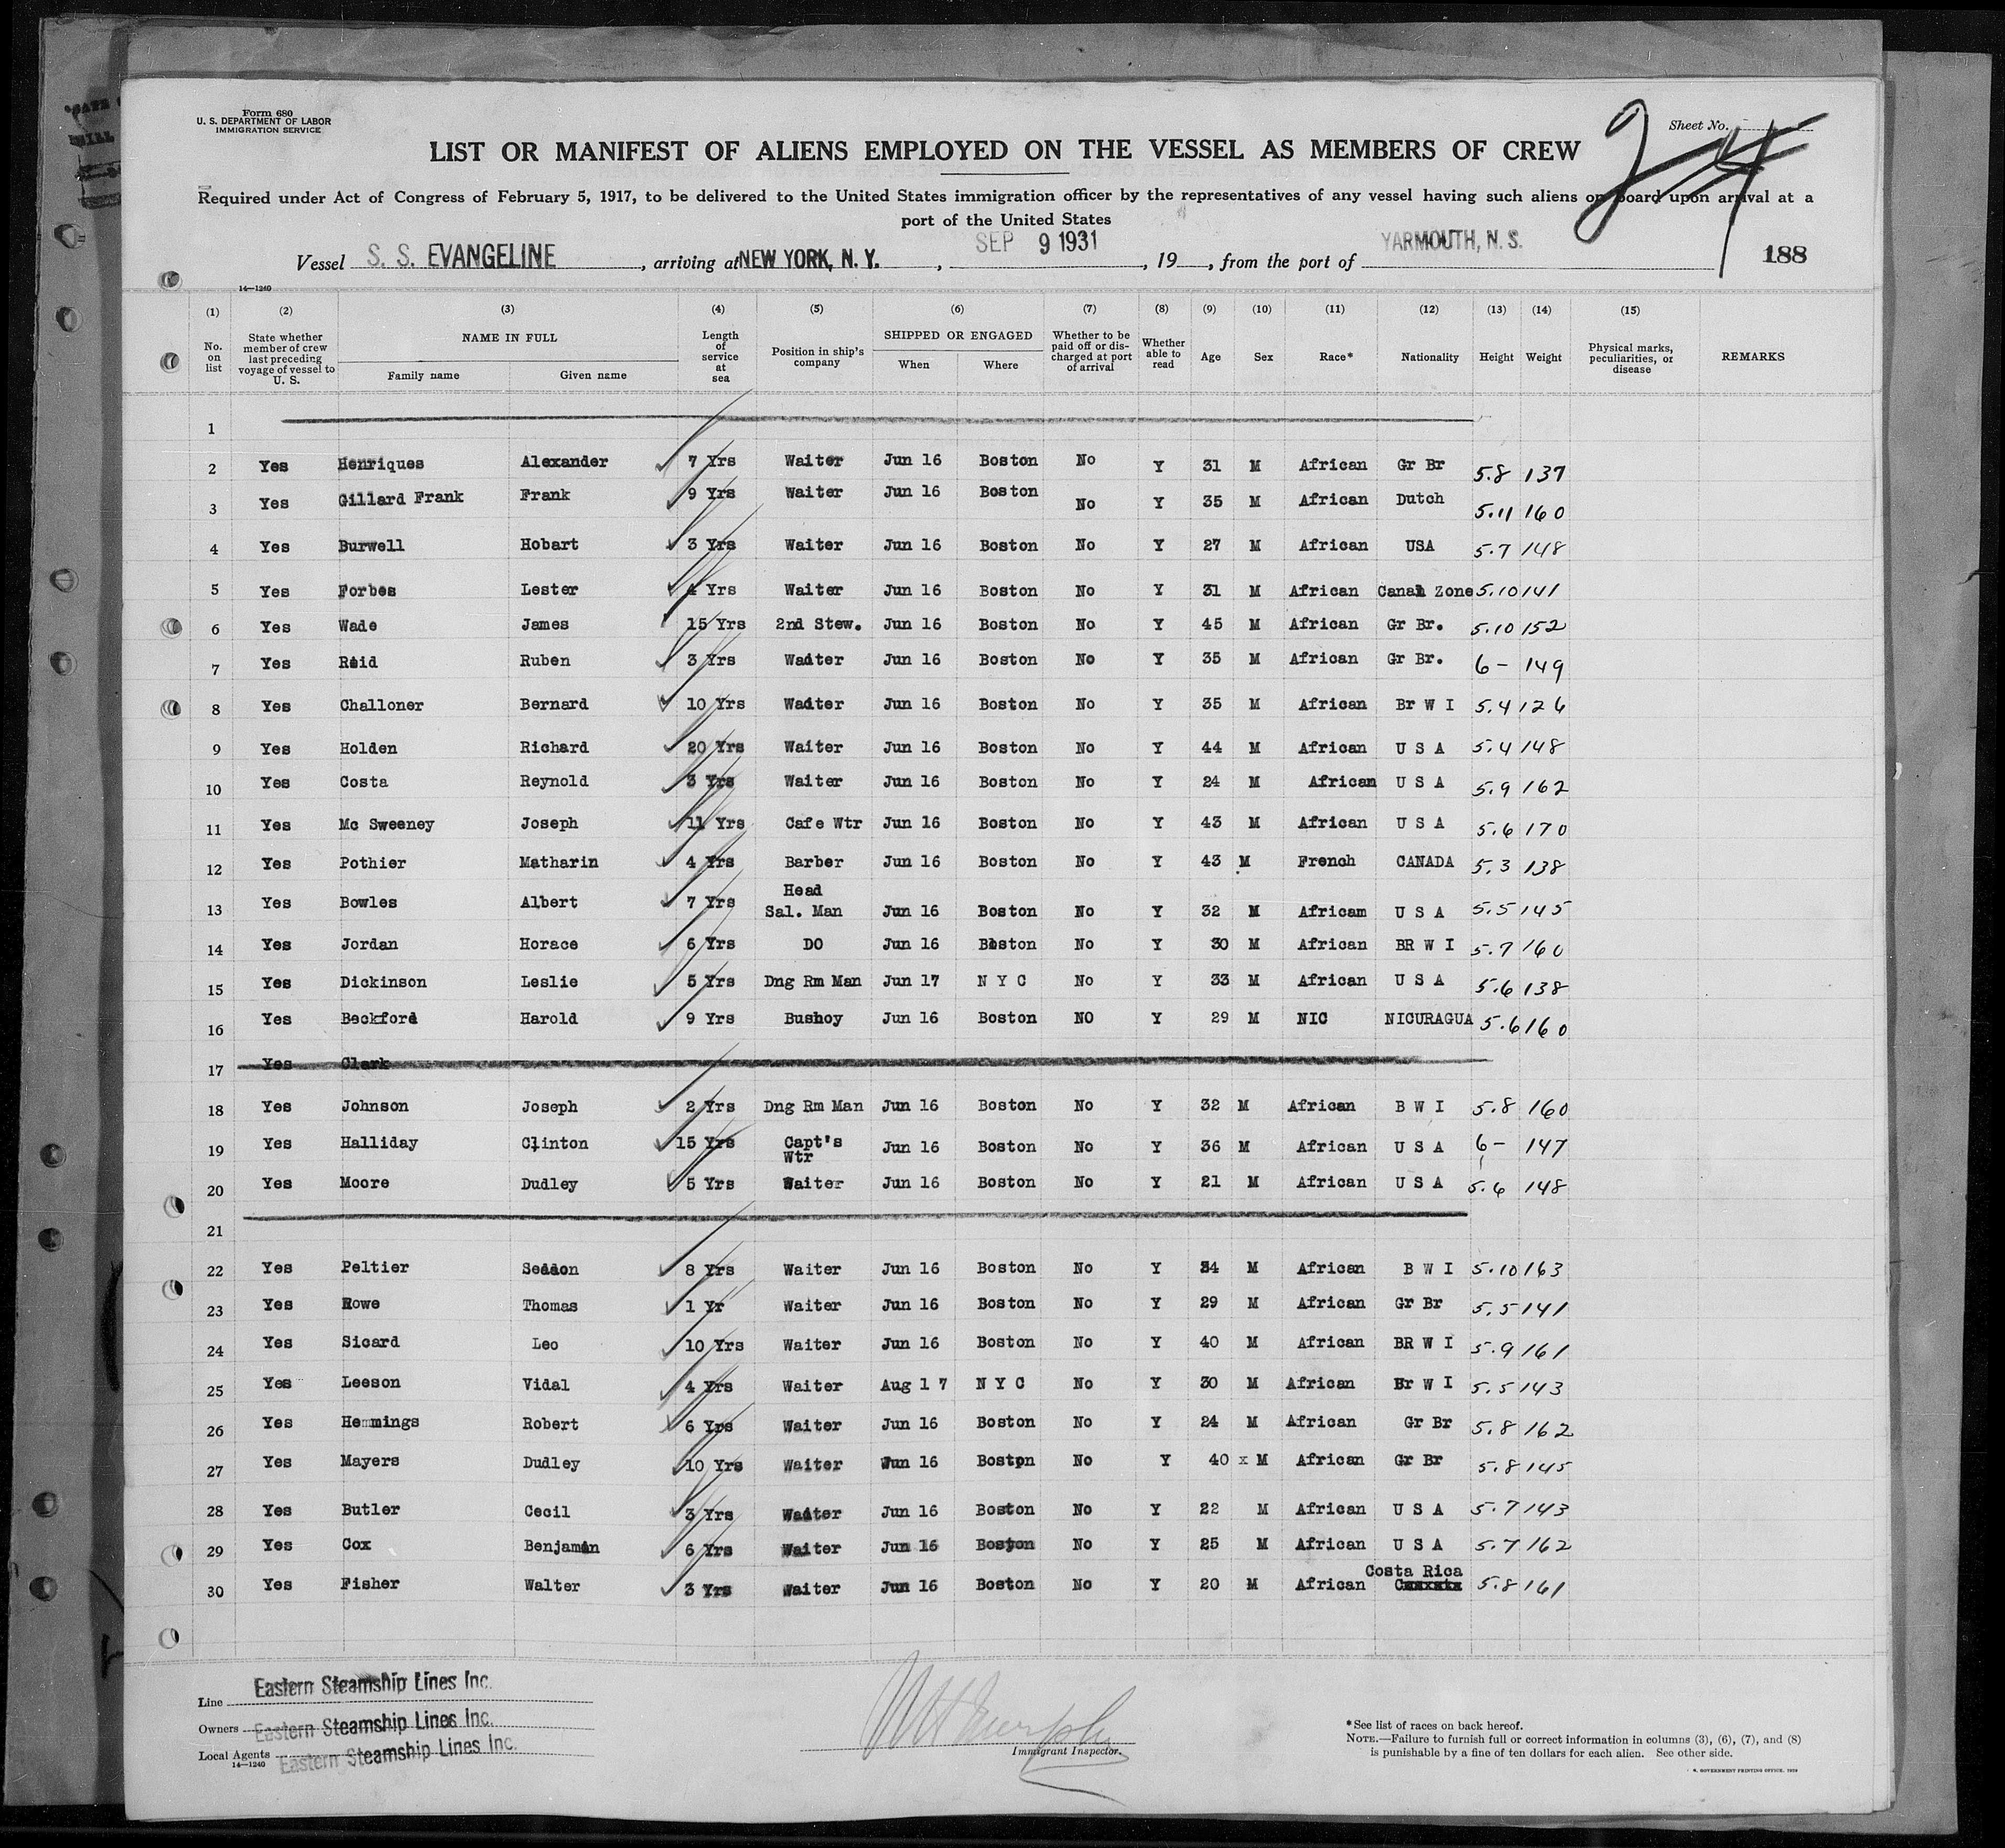 Form 680
U. S. DEPARTMENT OF LABOR
IMMIGRATION SERVICE
Sheet No.
LIST OR MANIFEST OF ALIENS EMPLOYED ON THE VESSEL AS MEMBERS OF CREW
Required under Act of Congress of February 5, 1917, to be delivered to the United States immigration officer by the representatives of any vessel having such aliens on board upon arrival at a
port of the United States
Vessel S. S. EVANGELINE, arriving at NEW YORK, N. Y., SEP 9 1931, 19, from the port of YARMOUTH, N. S. 188
14—1240
(1) (2) (3) (4) (5) (6) (7) (8) (9) (10) (11) (12) (13) (14) (15)
No. on list State whether member of crew last preceding voyage of vessel to U. S. NAME IN FULL Family name Given name Length of service at sea Position in ship's company SHIPPED OR ENGAGED When Where Whether to be paid off or discharged at port of arrival Whether able to read Age Sex Race* Nationality Height Weight Physical marks, peculiarities, or disease REMARKS
1
2 Yes Henriques Alexander 7 Yrs Waiter Jun 16 Boston No Y 31 M African Gr Br 5.8 137
3 Yes Gillard Frank Frank 9 Yrs Waiter Jun 16 Boston No Y 35 M African Dutch 5.11 160
4 Yes Burwell Hobart 3 Yrs Waiter Jun 16 Boston No Y 27 M African USA 5.7 148
5 Yes Forbes Lester 4 Yrs Waiter Jun 16 Boston No Y 31 M African Canal Zone 5.10 141
6 Yes Wade James 15 Yrs 2nd Stew. Jun 16 Boston No Y 45 M African Gr Br. 5.10 152
7 Yes Reid Ruben 3 Yrs Waiter Jun 16 Boston No Y 35 M African Gr Br. 6 - 149
8 Yes Challoner Bernard 10 Yrs Waiter Jun 16 Boston No Y 35 M African Br W I 5.4 126
9 Yes Holden Richard 20 Yrs Waiter Jun 16 Boston No Y 44 M African U S A 5.4 148
10 Yes Costa Reynold 3 Yrs Waiter Jun 16 Boston No Y 24 M African U S A 5.9 162
11 Yes Mc Sweeney Joseph 11 Yrs Cafe Wtr Jun 16 Boston No Y 43 M African U S A 5.6 170
12 Yes Pothier Matharin 4 Yrs Barber Jun 16 Boston No Y 43 M French CANADA 5.3 138
13 Yes Bowles Albert 7 Yrs Head Sal. Man Jun 16 Boston No Y 32 M Africam U S A 5.5 145
14 Yes Jordan Horace 6 Yrs DO Jun 16 Boston No Y 30 M African BR W I 5.7 160
15 Yes Dickinson Leslie 5 Yrs Dng Rm Man Jun 17 N Y C No Y 33 M African U S A 5.6 138
16 Yes Beckford Harold 9 Yrs Bushoy Jun 16 Boston NO Y 29 M NIC NICURAGUA 5.6 160
17 Yes Clark
18 Yes Johnson Joseph 2 Yrs Dng Rm Man Jun 16 Boston No Y 32 M African B W I 5.8 160
19 Yes Halliday Clinton 15 Yrs Capt's Wtr Jun 16 Boston No Y 36 M African U S A 6 - 147
20 Yes Moore Dudley 5 Yrs Waiter Jun 16 Boston No Y 21 M African U S A 5.6 148
21
22 Yes Peltier Seddon 8 Yrs Waiter Jun 16 Boston No Y 34 M African B W I 5.10 163
23 Yes Rowe Thomas 1 Yr Waiter Jun 16 Boston No Y 29 M African Gr Br 5.5 141
24 Yes Sicard Leo 10 Yrs Waiter Jun 16 Boston No Y 40 M African BR W I 5.9 161
25 Yes Leeson Vidal 4 Yrs Waiter Aug 1 7 N Y C No Y 30 M African Br W I 5.5 143
26 Yes Hemmings Robert 6 Yrs Waiter Jun 16 Boston No Y 24 M African Gr Br 5.8 162
27 Yes Mayers Dudley 10 Yrs Waiter Jun 16 Boston No Y 40 x M African Gr Br 5.8 145
28 Yes Butler Cecil 3 Yrs Waiter Jun 16 Boston No Y 22 M African U S A 5.7 143
29 Yes Cox Benjamin 6 Yrs Waiter Jun 16 Boston No Y 25 M African U S A 5.7 162
30 Yes Fisher Walter 3 Yrs Waiter Jun 16 Boston No Y 20 M African Costa Rica 5.8 161
Line Eastern Steamship Lines Inc.
Owners Eastern Steamship Lines Inc.
Local Agents Eastern Steamship Lines Inc.
14—1240
Immigrant Inspector.
*See list of races on back hereof.
NOTE.—Failure to furnish full or correct information in columns (3), (6), (7), and (8)
is punishable by a fine of ten dollars for each alien. See other side.